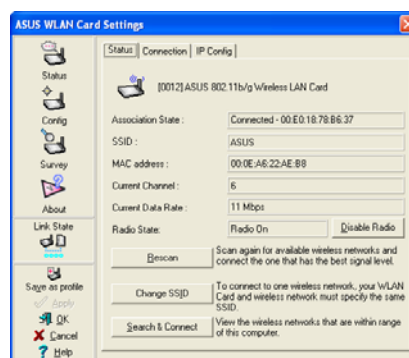 ASUS WLAN Card Settings
Status
Config
Survey
About
Link State
Save as profile
Apply
OK
Cancel
Help
Status Connection IP Config
[0012] ASUS 802.11b/g Wireless LAN Card
Association State : Connected - 00:E0:18:78:B6:37
SSID : ASUS
MAC address : 00:0E:A6:22:AE:B8
Current Channel : 6
Current Data Rate : 11 Mbps
Radio State: Radio On Disable Radio
Rescan
Scan again for available wireless networks and
connect the one that has the best signal level.
Change SSID
To connect to one wireless network, your WLAN
Card and wireless network must specify the same
SSID.
Search & Connect
View the wireless networks that are within range
of this computer.